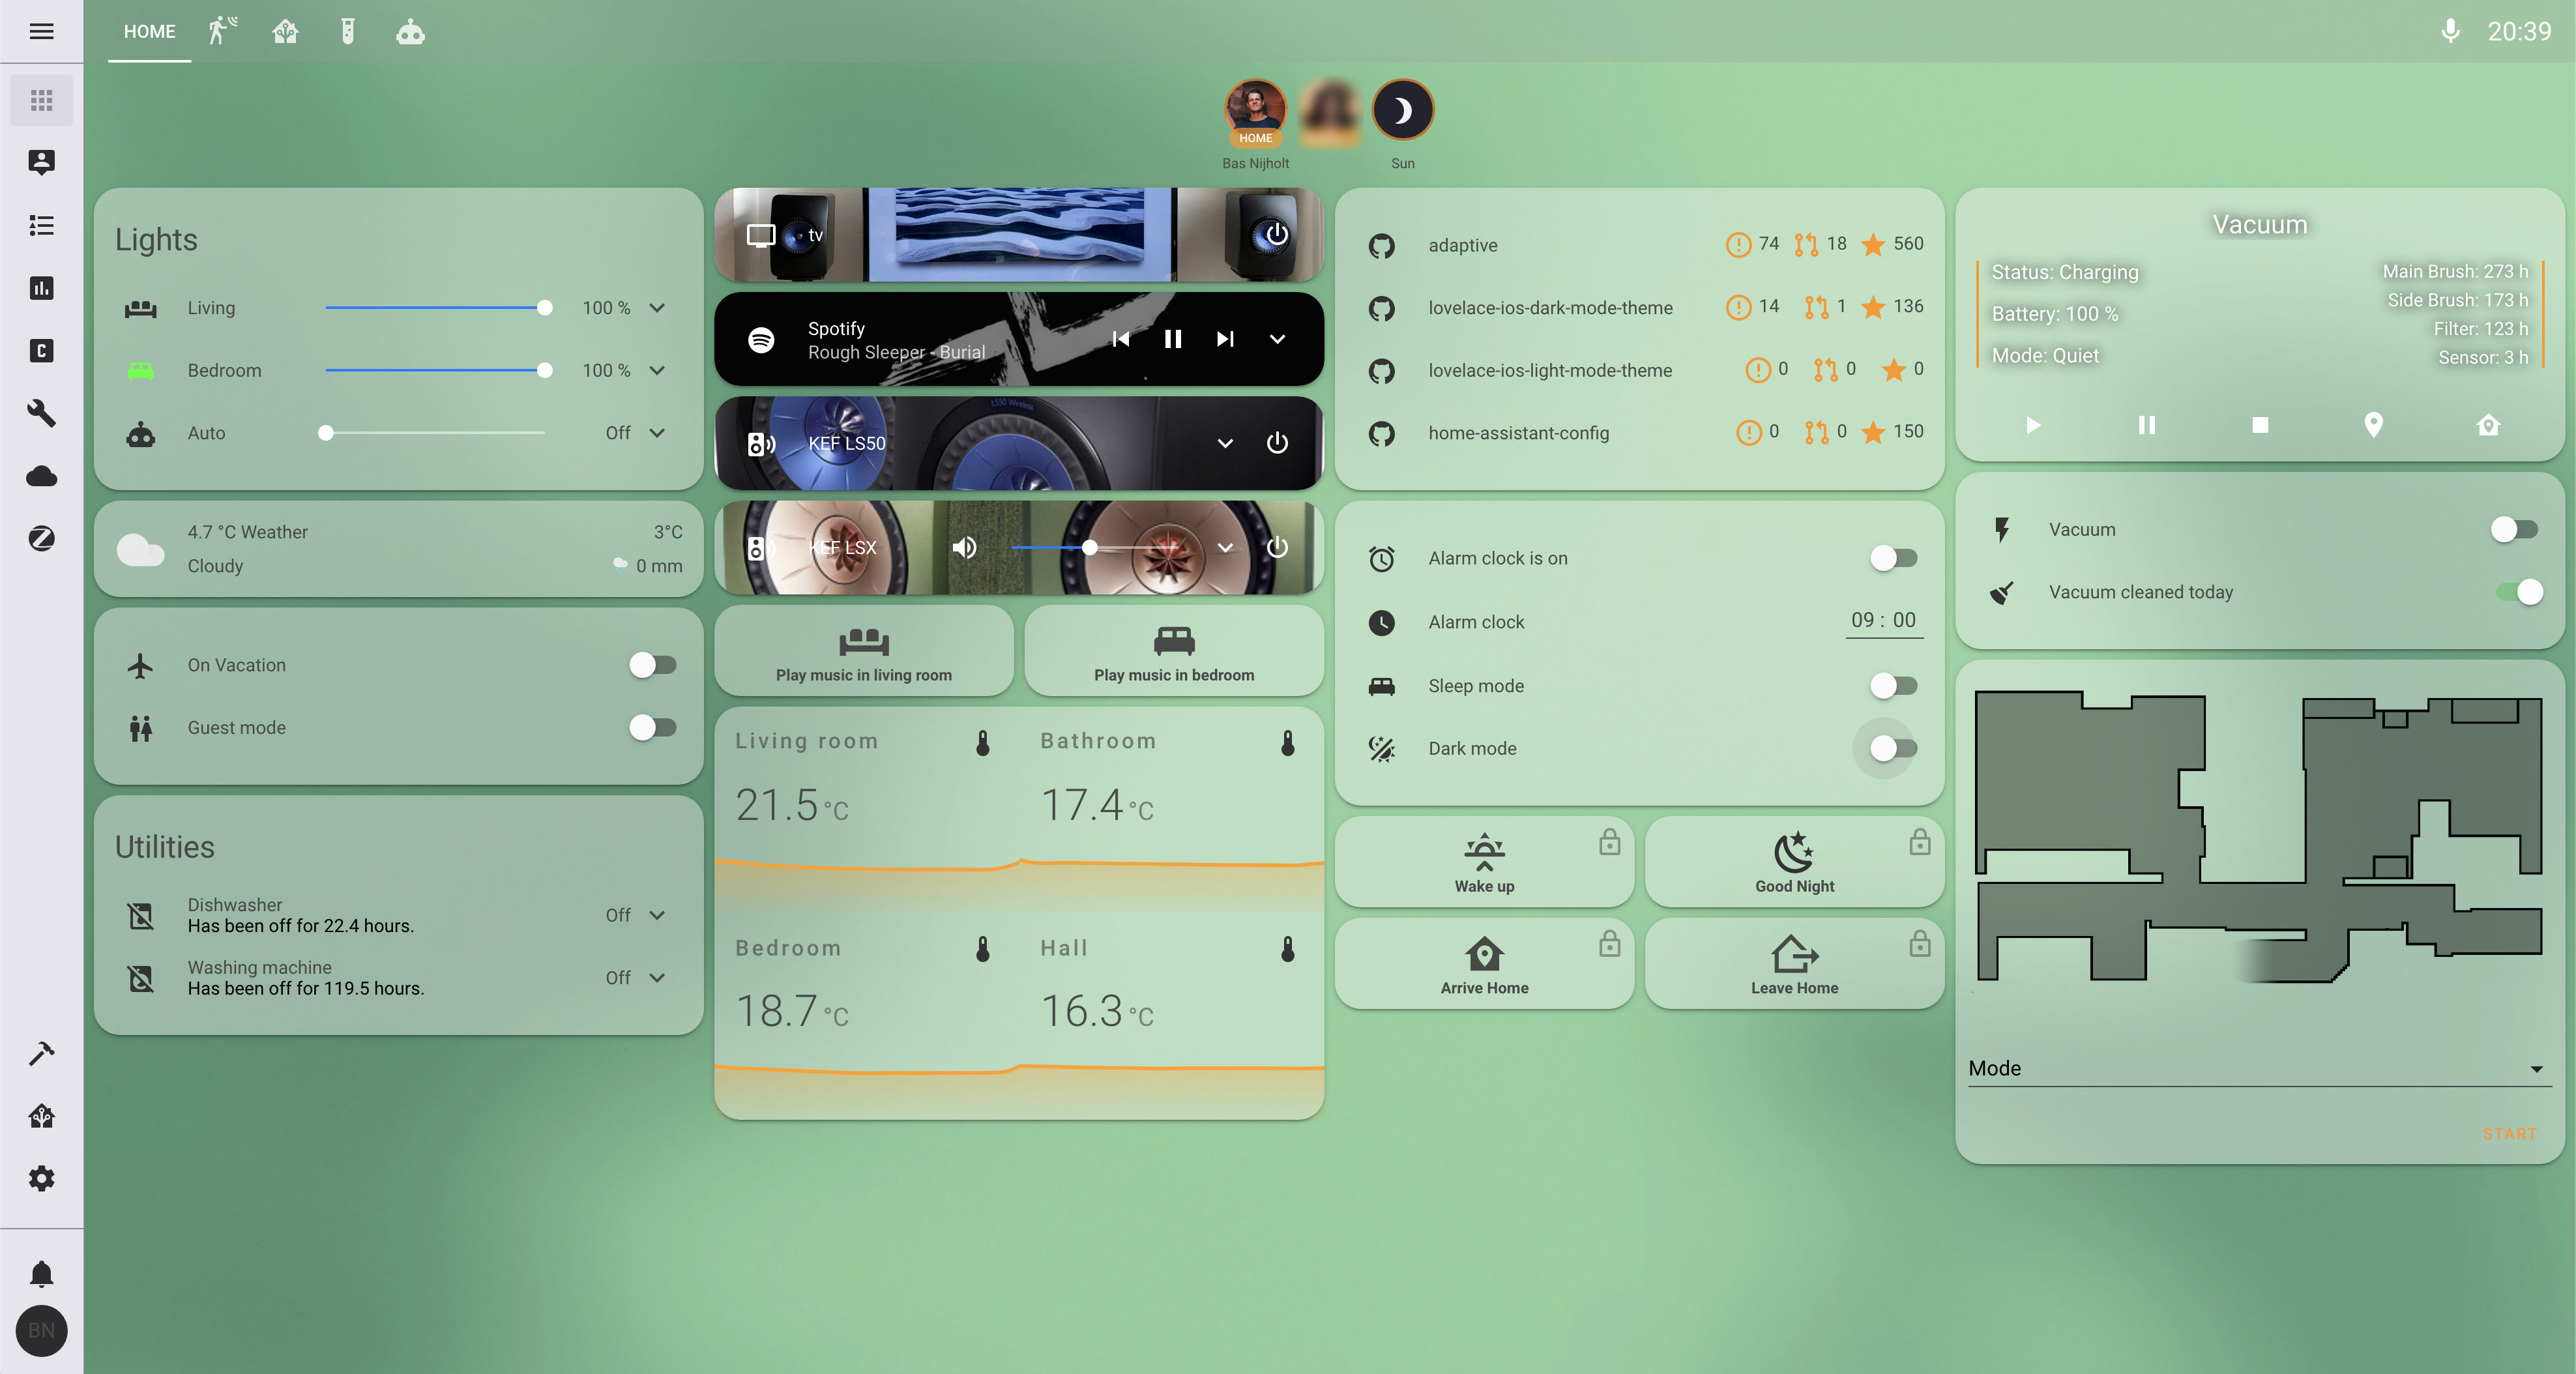 HOME
20:39
HOME
Bas Nijholt
Sun
Lights
Living 100 %
Bedroom 100 %
Auto Off
4.7 °C Weather 3°C
Cloudy 0 mm
On Vacation
Guest mode
Utilities
Dishwasher Off
Has been off for 22.4 hours.
Washing machine Off
Has been off for 119.5 hours.
tv
Spotify
Rough Sleeper - Burial
LS50 Wireless
KEF LS50
KEF LSX
Play music in living room
Play music in bedroom
Living room
21.5 °C
Bathroom
17.4 °C
Bedroom
18.7 °C
Hall
16.3 °C
adaptive 74 18 560
lovelace-ios-dark-mode-theme 14 1 136
lovelace-ios-light-mode-theme 0 0 0
home-assistant-config 0 0 150
Alarm clock is on
Alarm clock 09 : 00
Sleep mode
Dark mode
Wake up
Good Night
Arrive Home
Leave Home
Vacuum
Status: Charging
Battery: 100 %
Mode: Quiet
Main Brush: 273 h
Side Brush: 173 h
Filter: 123 h
Sensor: 3 h
Vacuum
Vacuum cleaned today
Mode
START
C
BN